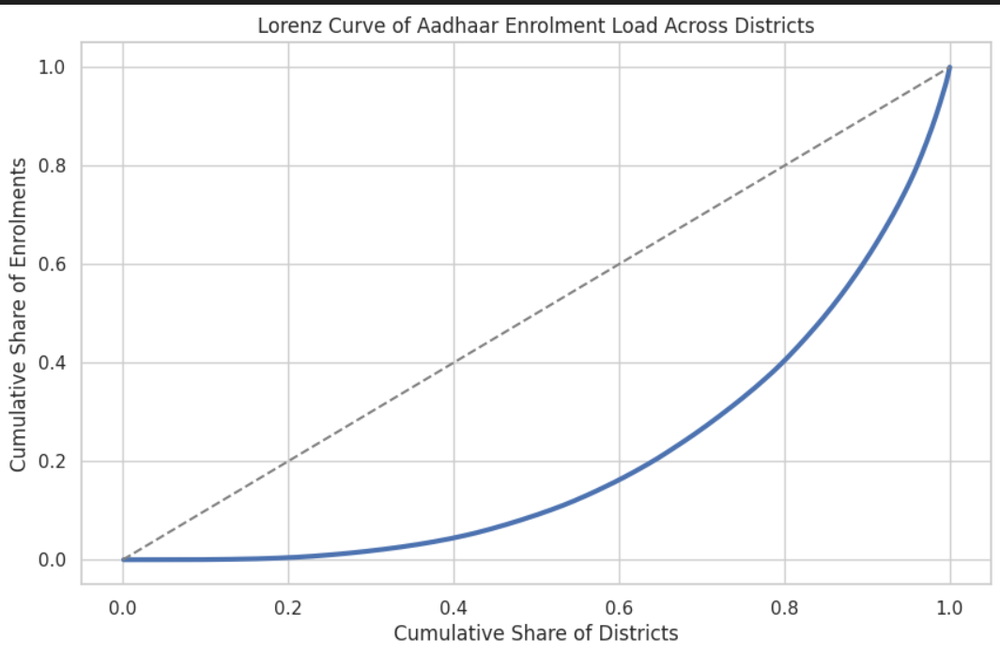 Lorenz Curve of Aadhaar Enrolment Load Across Districts
Cumulative Share of Enrolments
1.0
0.8
0.6
0.4
0.2
0.0
0.0 0.2 0.4 0.6 0.8 1.0
Cumulative Share of Districts